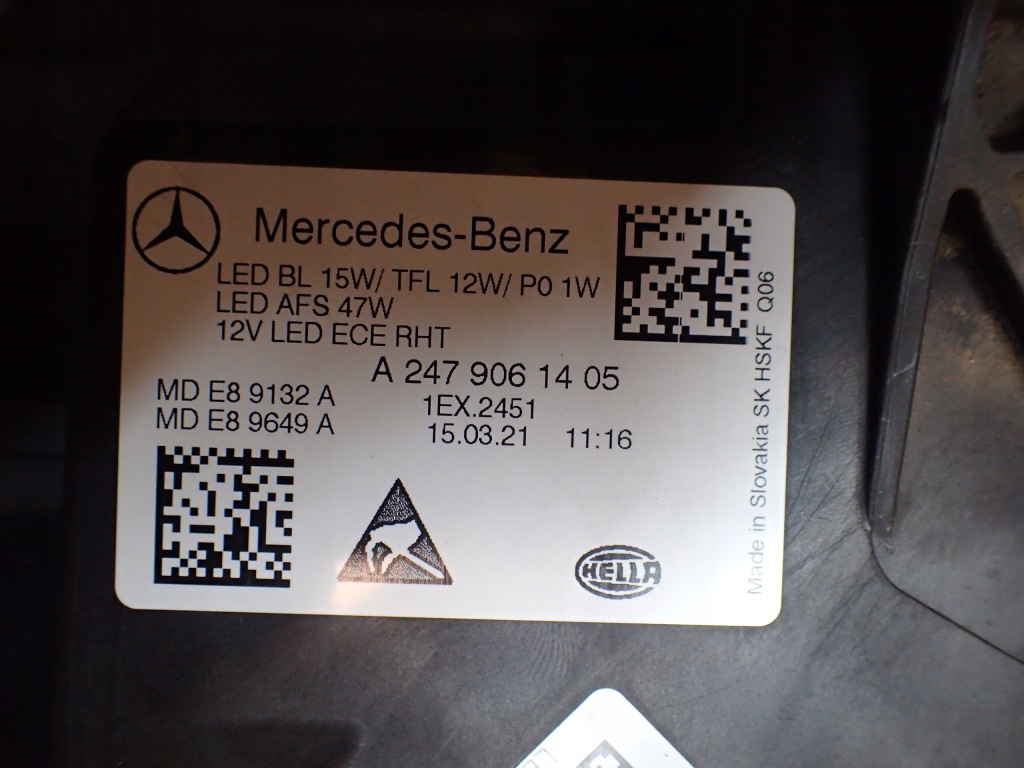 Mercedes-Benz
LED BL 15W/ TFL 12W/ P0 1W
LED AFS 47W
12V LED ECE RHT
A 247 906 14 05
MD E8 9132 A
MD E8 9649 A
1EX.2451
15.03.21 11:16
HELLA
Made in Slovakia SK HSKF Q06